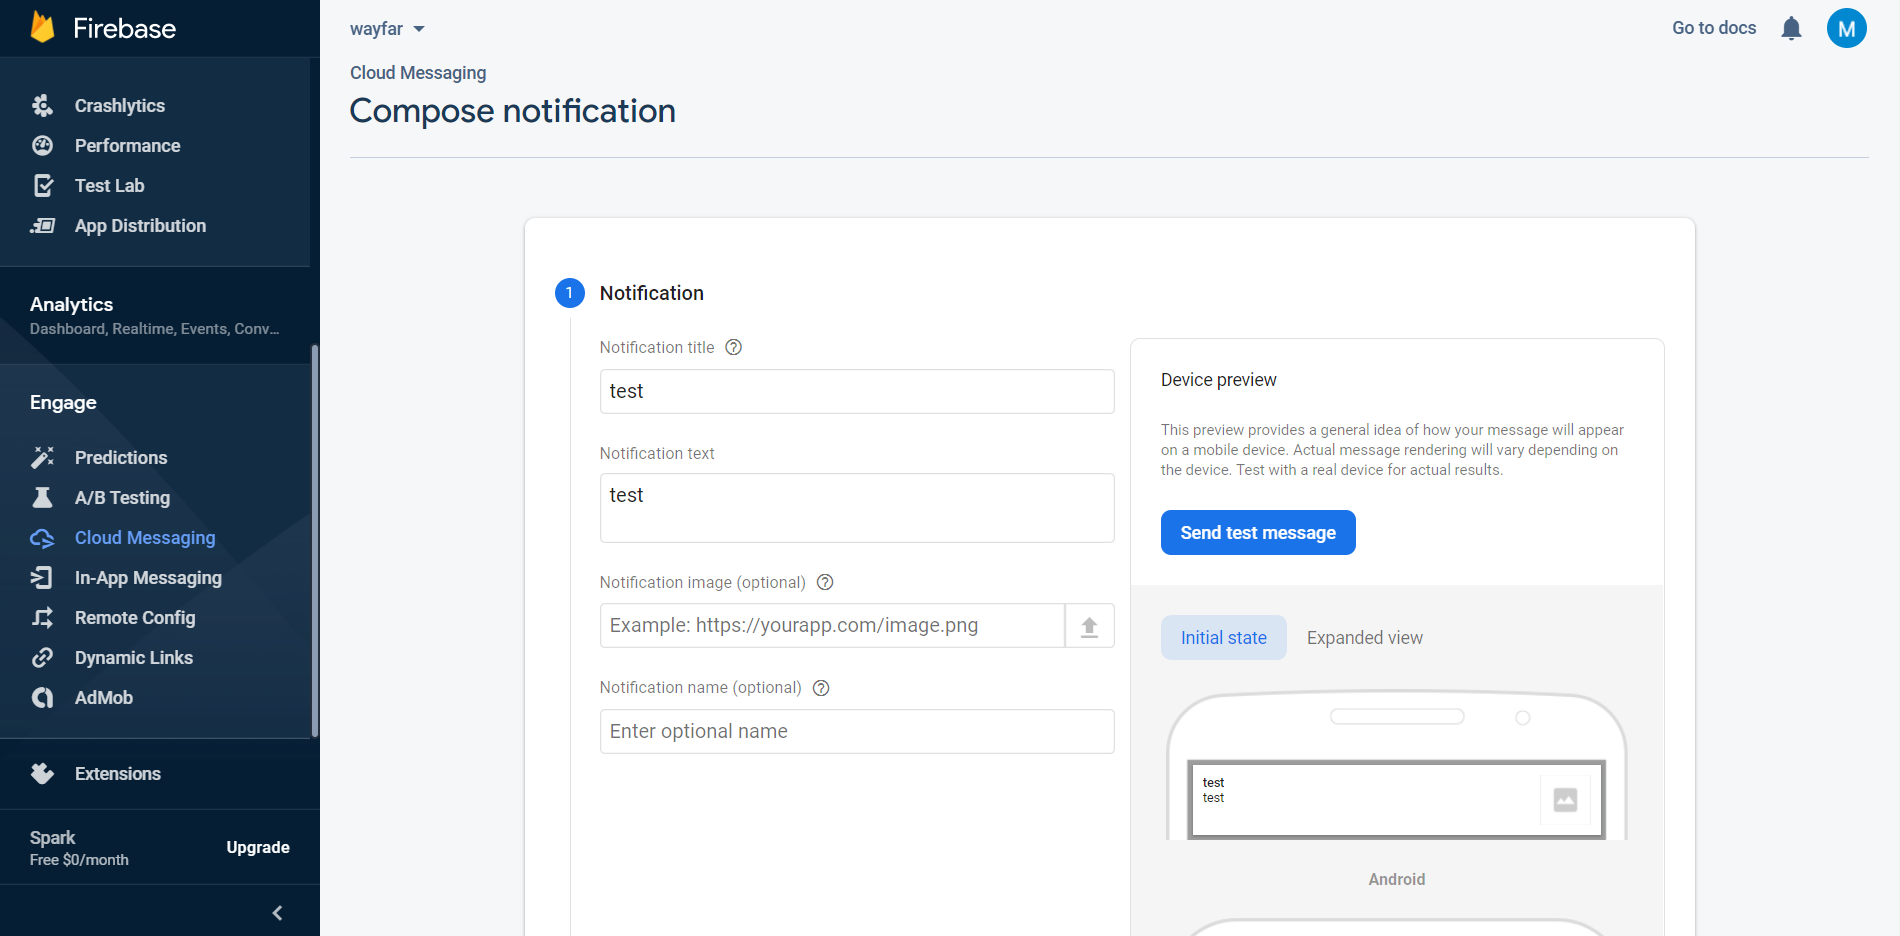 Firebase
Crashlytics
Performance
Test Lab
App Distribution
Analytics
Dashboard, Realtime, Events, Conv...
Engage
Predictions
A/B Testing
Cloud Messaging
In-App Messaging
Remote Config
Dynamic Links
AdMob
Extensions
Spark
Free $0/month
Upgrade
wayfar
Go to docs
M
Cloud Messaging
Compose notification
1 Notification
Notification title ?
test
Notification text
test
Notification image (optional) ?
Example: https://yourapp.com/image.png
Notification name (optional) ?
Enter optional name
Device preview
This preview provides a general idea of how your message will appear
on a mobile device. Actual message rendering will vary depending on
the device. Test with a real device for actual results.
Send test message
Initial state Expanded view
test
test
Android